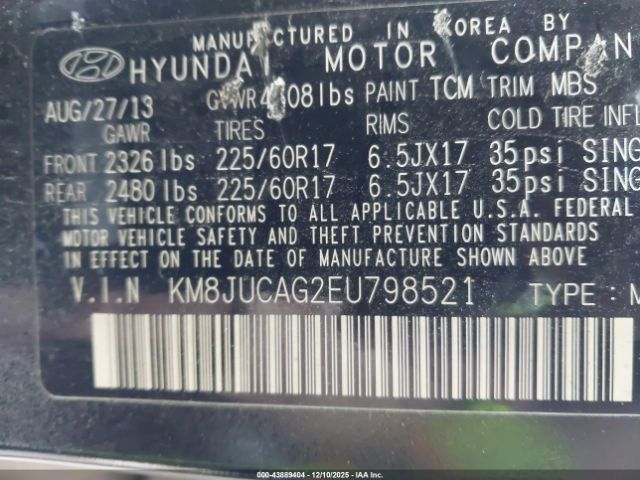 MANUFACTURED IN KOREA BY
HYUNDAI MOTOR COMPAN
AUG/27/13 GVWR 4608lbs PAINT TCM TRIM MBS
GAWR TIRES RIMS COLD TIRE INFL
FRONT 2326 lbs 225/60R17 6.5JX17 35psi SING
REAR 2480 lbs 225/60R17 6.5JX17 35psi SING
THIS VEHICLE CONFORMS TO ALL APPLICABLE U.S.A. FEDERAL
MOTOR VEHICLE SAFETY AND THEFT PREVENTION STANDARDS
IN EFFECT ON THE DATE OF MANUFACTURE SHOWN ABOVE
V.I.N KM8JUCAG2EU798521 TYPE: M
000-43889404 - 12/10/2025 - IAA Inc.